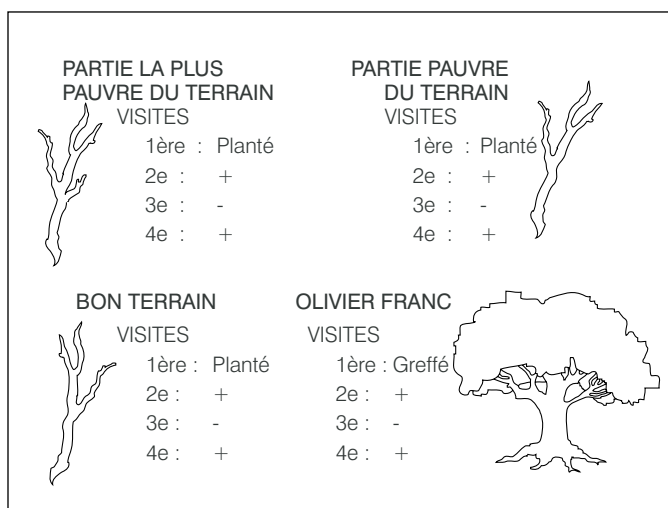 PARTIE LA PLUS
PAUVRE DU TERRAIN
VISITES
1ère : Planté
2e : +
3e : -
4e : +
PARTIE PAUVRE
DU TERRAIN
VISITES
1ère : Planté
2e : +
3e : -
4e : +
BON TERRAIN
VISITES
1ère : Planté
2e : +
3e : -
4e : +
OLIVIER FRANC
VISITES
1ère : Greffé
2e : +
3e : -
4e : +